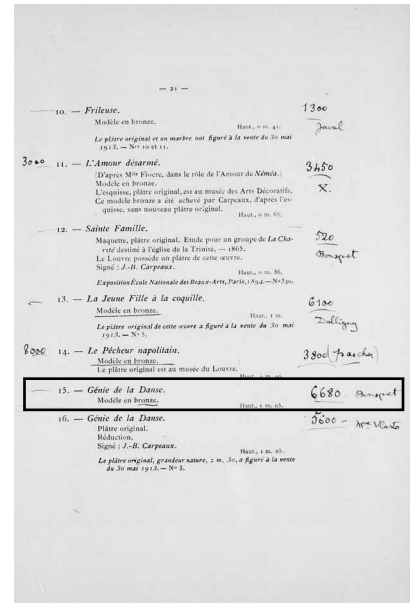 — 21 —
10. — Frileuse. 1300
Modèle en bronze.
Haut., 0 m. 41. Javal
Le plâtre original et un marbre ont figuré à la vente du 30 mai
1913. — Nos 10 et 11.
3000 11. — L'Amour désarmé. 3450
(D'après Mlle Fiocre, dans le rôle de l'Amour de Néméa.)
Modèle en bronze.
L'esquisse, plâtre original, est au musée des Arts Décoratifs. X.
Ce modèle bronze a été achevé par Carpeaux, d'après l'es-
quisse, sans nouveau plâtre original.
Haut., 0 m. 65.
12. — Sainte Famille. 520
Maquette, plâtre original. Etude pour un groupe de La Cha-
rité destiné à l'église de la Trinité. — 1865. Bousquet
Le Louvre possède un plâtre de cette œuvre.
Signé : J.-B. Carpeaux.
Haut., 0 m. 36.
Exposition École Nationale des Beaux-Arts, Paris, 1894. — No 340.
13. — La Jeune Fille à la coquille. 6100
Modèle en bronze.
Haut., 1 m.
Le plâtre original de cette œuvre a figuré à la vente du 30 mai
1913. — No 5.
8000 14. — Le Pêcheur napolitain. 3800
Modèle en bronze.
Le plâtre original est au musée du Louvre.
15. — Génie de la Danse. 6680 Bousquet
Modèle en bronze.
Haut., 1 m. 05.
16. — Génie de la Danse. 5600 — Mme Vlasto
Plâtre original.
Réduction.
Signé : J.-B. Carpeaux.
Haut., 1 m. 05.
Le plâtre original, grandeur nature, 2 m. 30, a figuré à la vente
du 30 mai 1913. — No 3.